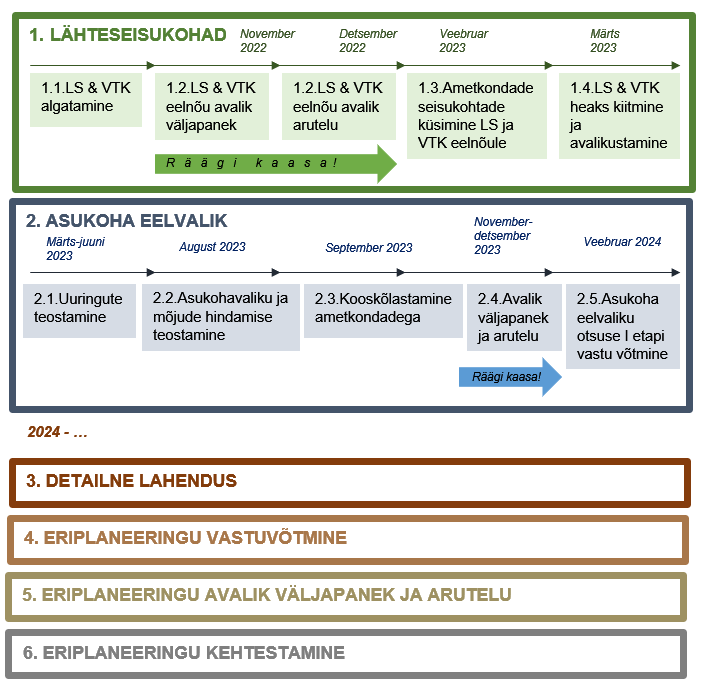 1. LÄHTESEISUKOHAD
November
2022
Detsember
2022
Veebruar
2023
Märts
2023
1.1.LS & VTK
algatamine
1.2.LS & VTK
eelnõu avalik
väljapanek
1.2.LS & VTK
eelnõu avalik
arutelu
1.3.Ametkondade
seisukohtade
küsimine LS ja
VTK eelnõule
1.4.LS & VTK
heaks kiitmine
ja
avalikustamine
Räägi kaasa!
2. ASUKOHA EELVALIK
Märts-juuni
2023
August 2023
September 2023
November-
detsember
2023
Veebruar 2024
2.1.Uuringute
teostamine
2.2.Asukohavaliku ja
mõjude hindamise
teostamine
2.3.Kooskõlastamine
ametkondadega
2.4.Avalik
väljapanek
ja arutelu
2.5.Asukoha
eelvaliku
otsuse I etapi
vastu võtmine
Räägi kaasa!
2024 - …
3. DETAILNE LAHENDUS
4. ERIPLANEERINGU VASTUVÕTMINE
5. ERIPLANEERINGU AVALIK VÄLJAPANEK JA ARUTELU
6. ERIPLANEERINGU KEHTESTAMINE